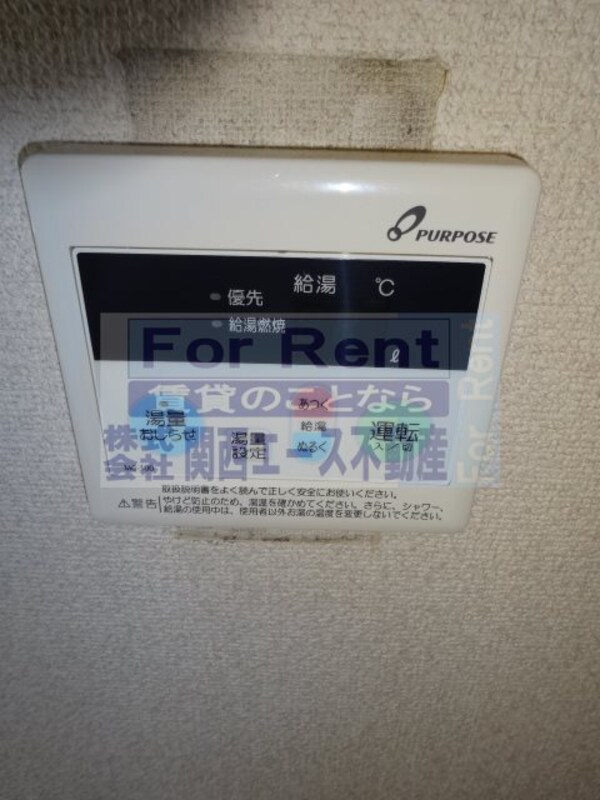 PURPOSE
給湯 ℃
優先
給湯燃焼
ℓ
For Rent
賃貸のことなら
株式会社 関西エース不動産
For Rent
湯量
おしらせ
湯量
設定
あつく
給湯
ぬるく
運転
入/切
取扱説明書をよく読んで正しく安全にお使いください。
⚠警告
やけど防止のため、湯温を確かめてください。さらに、シャワー、
給湯の使用中は、使用者以外お湯の温度を変更しないでください。